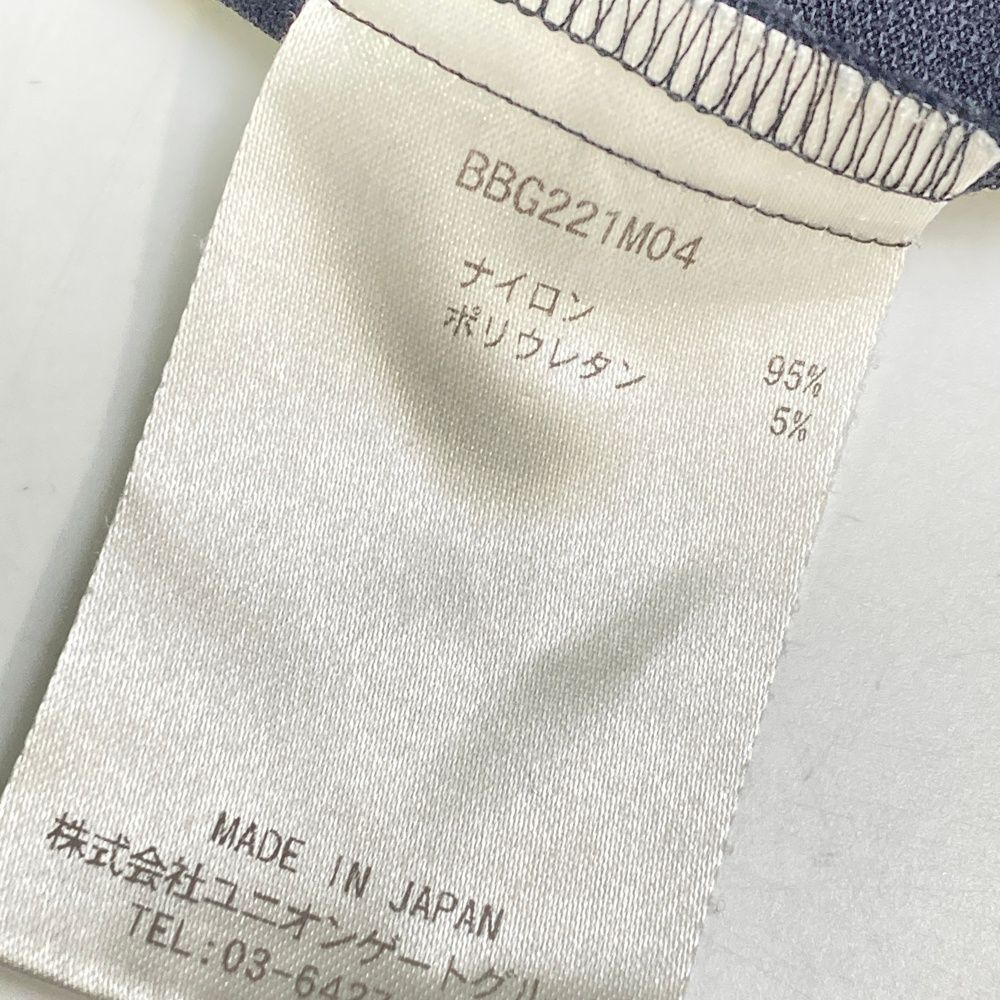 BBG221M04
ナイロン 95%
ポリウレタン 5%
MADE IN JAPAN
株式会社ユニオンゲートグル
TEL:03-6427